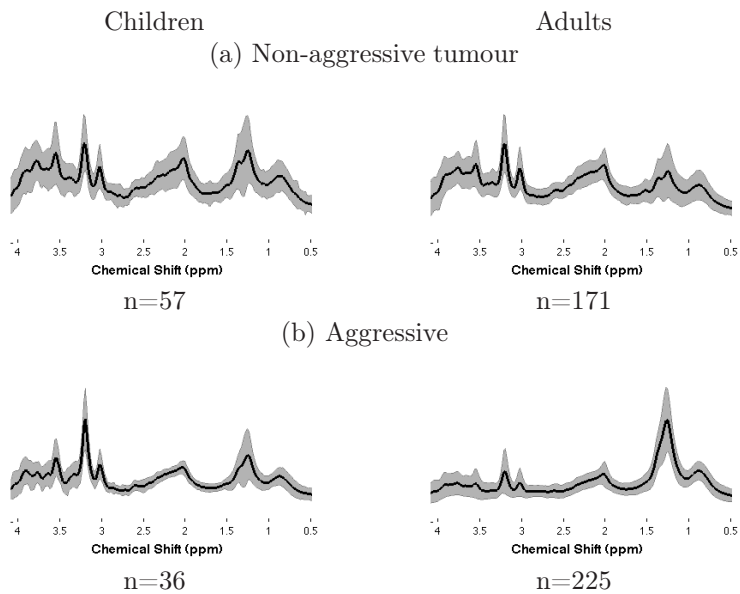 Children Adults
(a) Non-aggressive tumour
4 3.5 3 2.5 2 1.5 1 0.5 4 3.5 3 2.5 2 1.5 1 0.5
Chemical Shift (ppm) Chemical Shift (ppm)
n=57 n=171
(b) Aggressive
4 3.5 3 2.5 2 1.5 1 0.5 4 3.5 3 2.5 2 1.5 1 0.5
Chemical Shift (ppm) Chemical Shift (ppm)
n=36 n=225